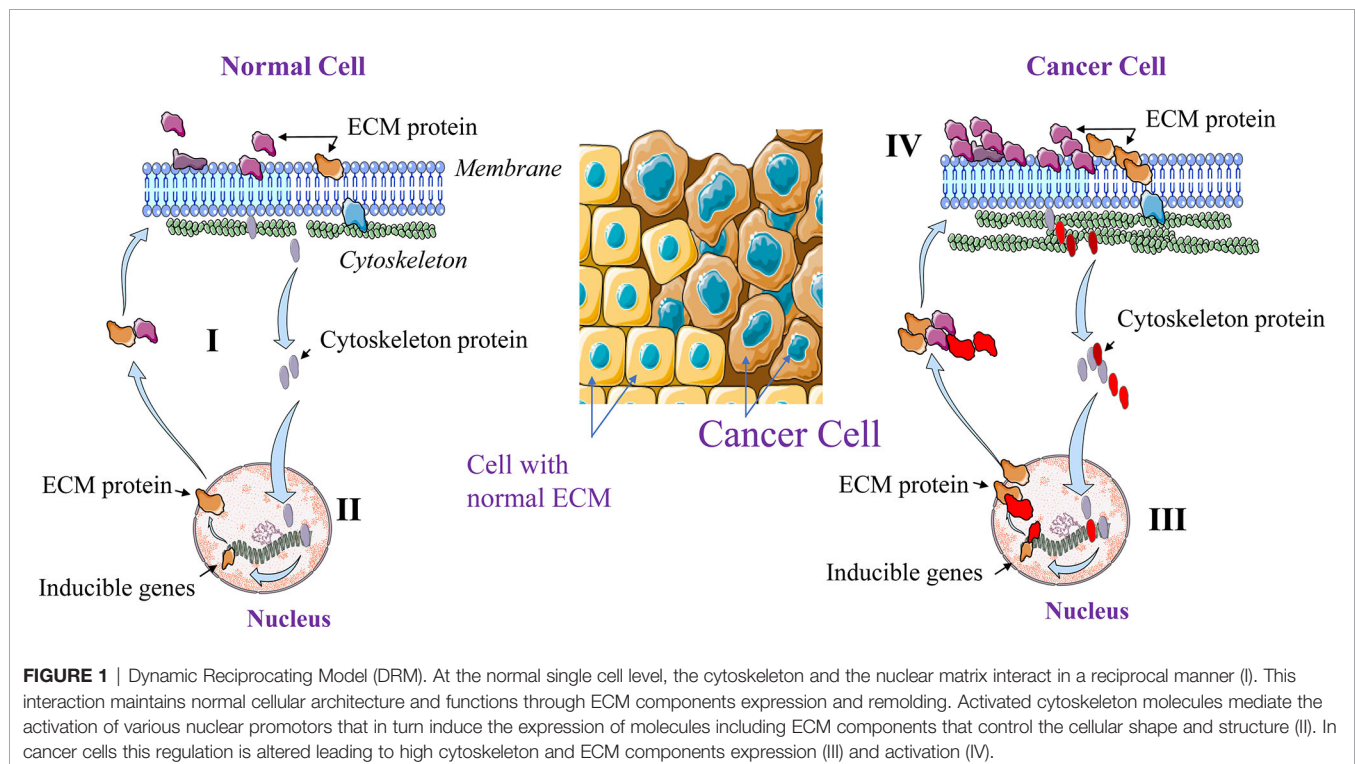 Normal Cell
ECM protein
Membrane
Cytoskeleton
I
Cytoskeleton protein
ECM protein
II
Inducible genes
Nucleus
Cell with
normal ECM
Cancer Cell
Cancer Cell
ECM protein
IV
Cytoskeleton protein
ECM protein
III
Inducible genes
Nucleus
FIGURE 1 | Dynamic Reciprocating Model (DRM). At the normal single cell level, the cytoskeleton and the nuclear matrix interact in a reciprocal manner (I). This
interaction maintains normal cellular architecture and functions through ECM components expression and remolding. Activated cytoskeleton molecules mediate the
activation of various nuclear promotors that in turn induce the expression of molecules including ECM components that control the cellular shape and structure (II). In
cancer cells this regulation is altered leading to high cytoskeleton and ECM components expression (III) and activation (IV).